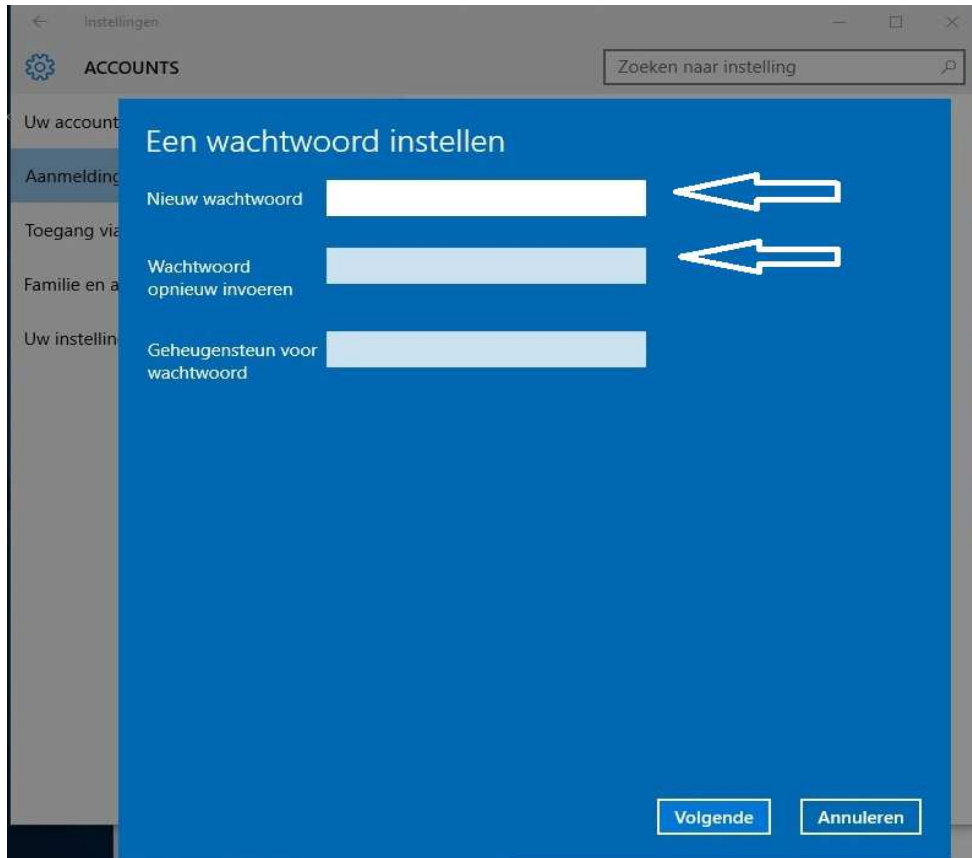 Instellingen
ACCOUNTS
Zoeken naar instelling
Uw account
Aanmelding
Toegang via
Familie en a
Uw instellin
Een wachtwoord instellen
Nieuw wachtwoord
Wachtwoord
opnieuw invoeren
Geheugensteun voor
wachtwoord
Volgende
Annuleren